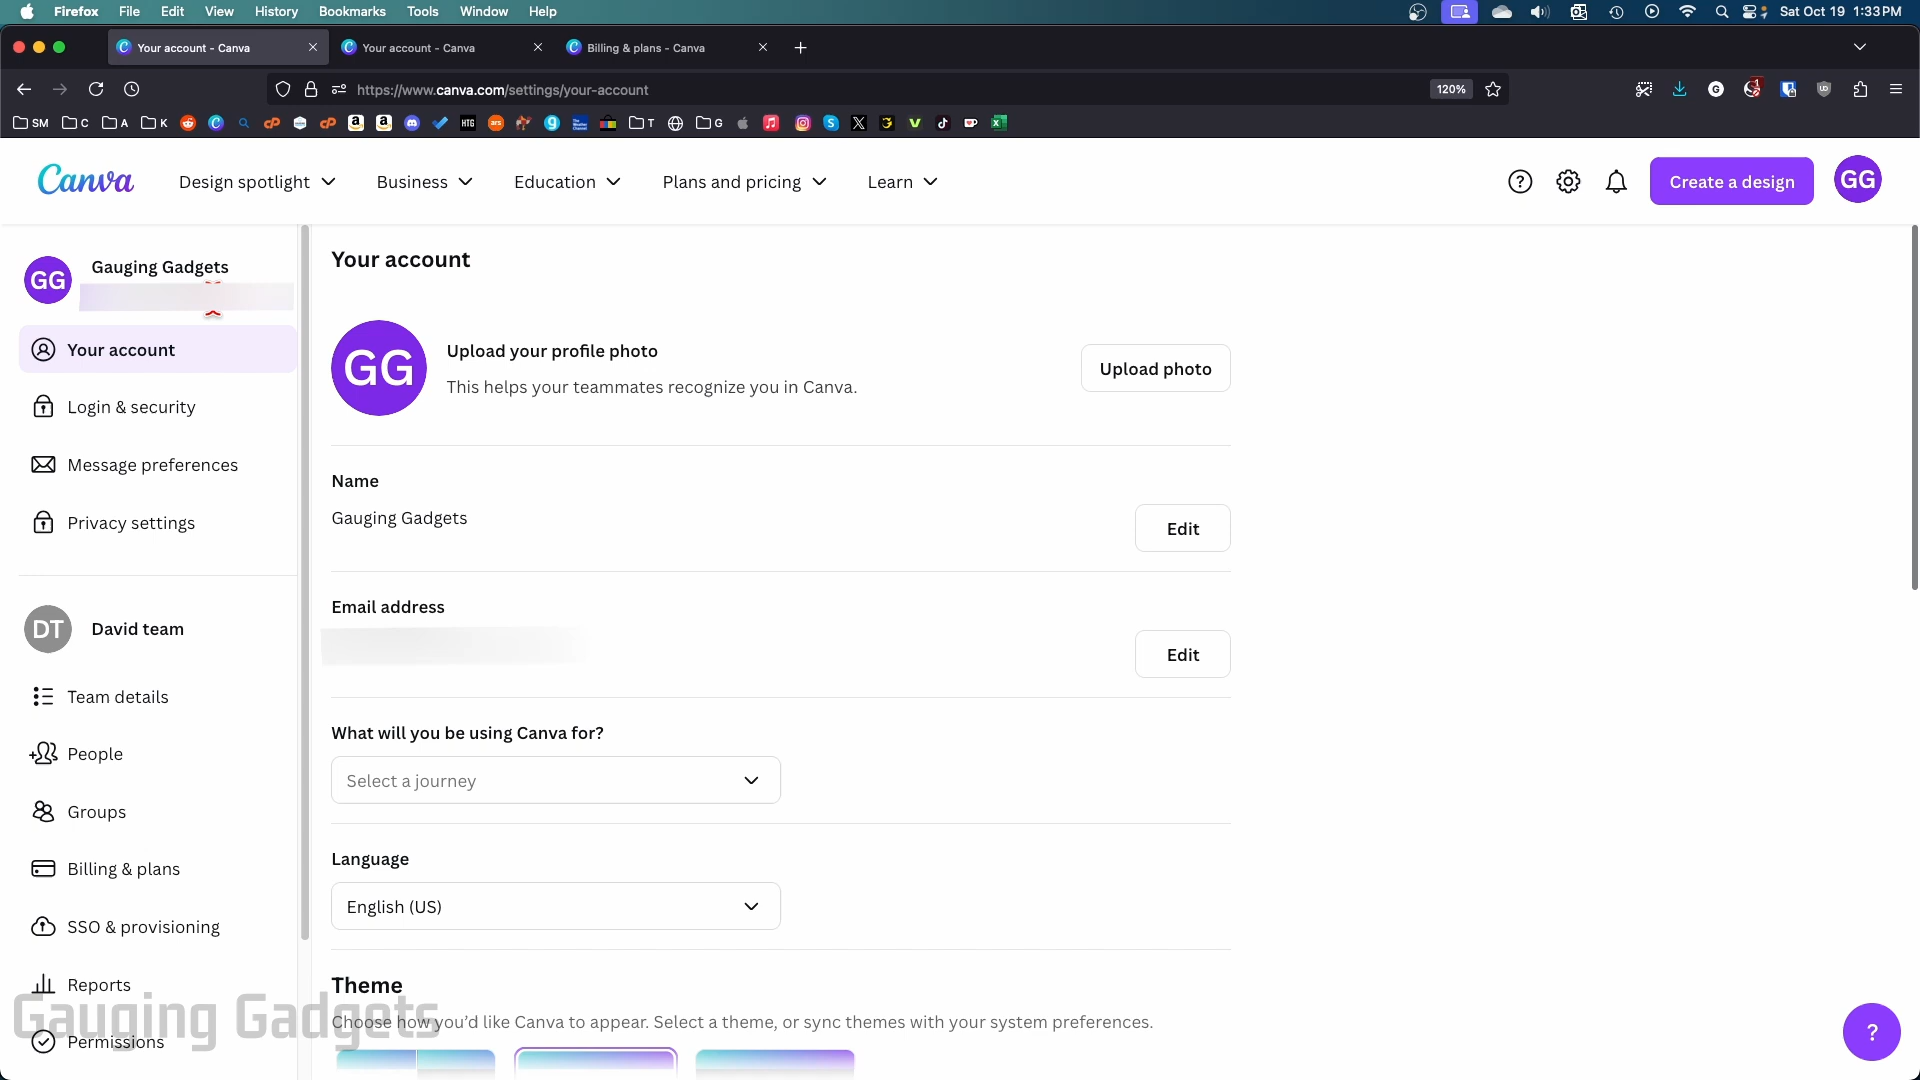 Firefox File Edit View History Bookmarks Tools Window Help Sat Oct 19 1:33PM
Your account - Canva Your account - Canva Billing & plans - Canva
https://www.canva.com/settings/your-account 120%
SM C A K HTG ars T G
Canva Design spotlight Business Education Plans and pricing Learn Create a design GG
GG Gauging Gadgets
Your account
Login & security
Message preferences
Privacy settings
DT David team
Team details
People
Groups
Billing & plans
SSO & provisioning
Reports
Permissions
Your account
GG
Upload your profile photo
This helps your teammates recognize you in Canva.
Upload photo
Name
Gauging Gadgets
Edit
Email address
Edit
What will you be using Canva for?
Select a journey
Language
English (US)
Theme
Choose how you’d like Canva to appear. Select a theme, or sync themes with your system preferences.
Gauging Gadgets
?